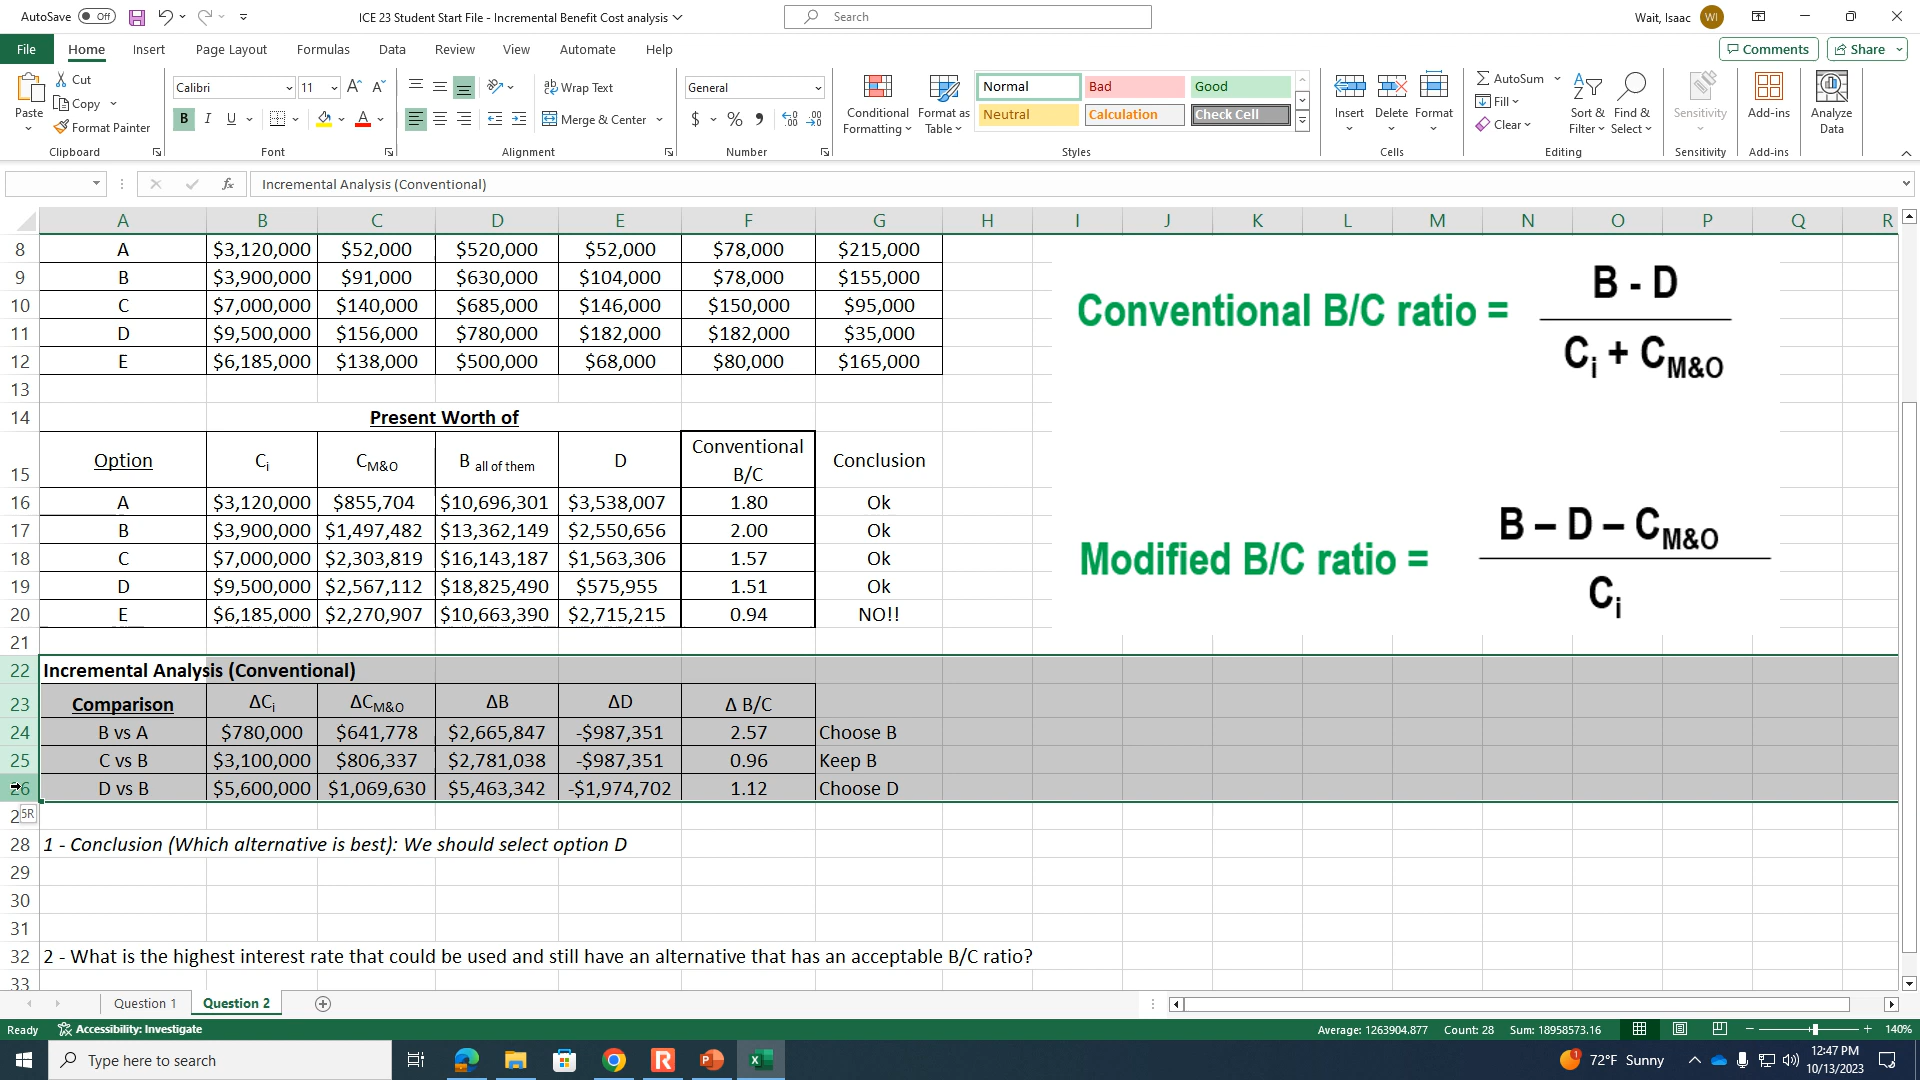 AutoSave Off ICE 23 Student Start File - Incremental Benefit Cost analysis Search Wait, Isaac WI
File Home Insert Page Layout Formulas Data Review View Automate Help Comments Share
Paste Cut Copy Format Painter Clipboard
Calibri 11 B I U A A Font
Wrap Text Merge & Center Alignment
General $ % Number
Conditional Formatting Format as Table Normal Bad Good Neutral Calculation Check Cell Styles
Insert Delete Format Cells
AutoSum Fill Clear Sort & Filter Find & Select Editing
Sensitivity Sensitivity Add-ins Add-ins Analyze Data
fx Incremental Analysis (Conventional)
A B C D E F G H I J K L M N O P Q R
8 A $3,120,000 $52,000 $520,000 $52,000 $78,000 $215,000
9 B $3,900,000 $91,000 $630,000 $104,000 $78,000 $155,000
10 C $7,000,000 $140,000 $685,000 $146,000 $150,000 $95,000
11 D $9,500,000 $156,000 $780,000 $182,000 $182,000 $35,000
12 E $6,185,000 $138,000 $500,000 $68,000 $80,000 $165,000
13
14 Present Worth of
15 Option Ci CM&O B all of them D Conventional B/C Conclusion
16 A $3,120,000 $855,704 $10,696,301 $3,538,007 1.80 Ok
17 B $3,900,000 $1,497,482 $13,362,149 $2,550,656 2.00 Ok
18 C $7,000,000 $2,303,819 $16,143,187 $1,563,306 1.57 Ok
19 D $9,500,000 $2,567,112 $18,825,490 $575,955 1.51 Ok
20 E $6,185,000 $2,270,907 $10,663,390 $2,715,215 0.94 NO!!
21
22 Incremental Analysis (Conventional)
23 Comparison ΔCi ΔCM&O ΔB ΔD Δ B/C
24 B vs A $780,000 $641,778 $2,665,847 -$987,351 2.57 Choose B
25 C vs B $3,100,000 $806,337 $2,781,038 -$987,351 0.96 Keep B
26 D vs B $5,600,000 $1,069,630 $5,463,342 -$1,974,702 1.12 Choose D
5R
28 1 - Conclusion (Which alternative is best): We should select option D
29
30
31
32 2 - What is the highest interest rate that could be used and still have an alternative that has an acceptable B/C ratio?
33
Conventional B/C ratio =
B - D
Ci + CM&O
Modified B/C ratio =
B – D – CM&O
Ci
Question 1 Question 2
Ready Accessibility: Investigate Average: 1263904.877 Count: 28 Sum: 18958573.16 140%
Type here to search 72°F Sunny 12:47 PM
10/13/2023